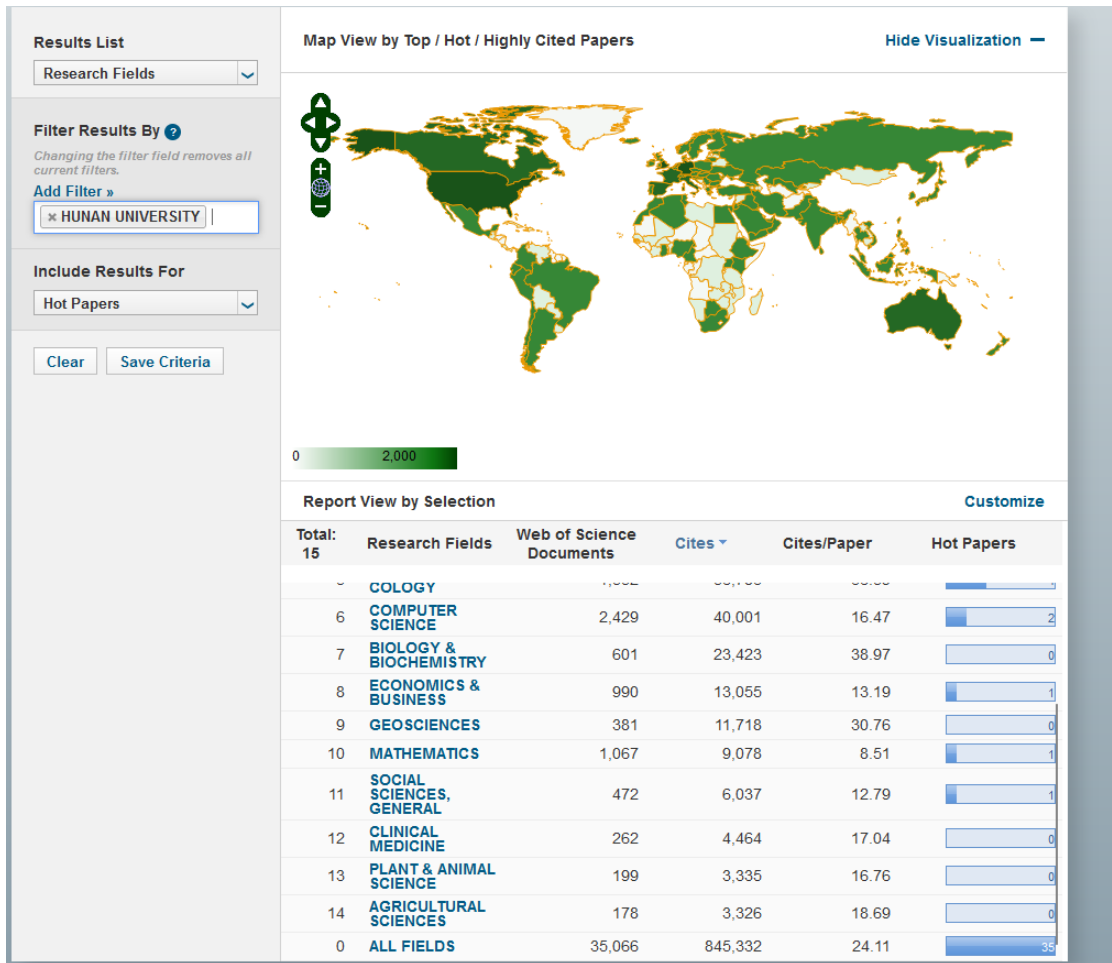 Results List
Research Fields
Filter Results By ?
Changing the filter field removes all
current filters.
Add Filter »
× HUNAN UNIVERSITY
Include Results For
Hot Papers
Clear Save Criteria
Map View by Top / Hot / Highly Cited Papers Hide Visualization
0 2,000
Report View by Selection Customize
Total: 15 Research Fields Web of Science Documents Cites Cites/Paper Hot Papers
COLOGY
6 COMPUTER SCIENCE 2,429 40,001 16.47 2
7 BIOLOGY & BIOCHEMISTRY 601 23,423 38.97 0
8 ECONOMICS & BUSINESS 990 13,055 13.19 1
9 GEOSCIENCES 381 11,718 30.76 0
10 MATHEMATICS 1,067 9,078 8.51 1
11 SOCIAL SCIENCES, GENERAL 472 6,037 12.79 1
12 CLINICAL MEDICINE 262 4,464 17.04 0
13 PLANT & ANIMAL SCIENCE 199 3,335 16.76 0
14 AGRICULTURAL SCIENCES 178 3,326 18.69 0
0 ALL FIELDS 35,066 845,332 24.11 35